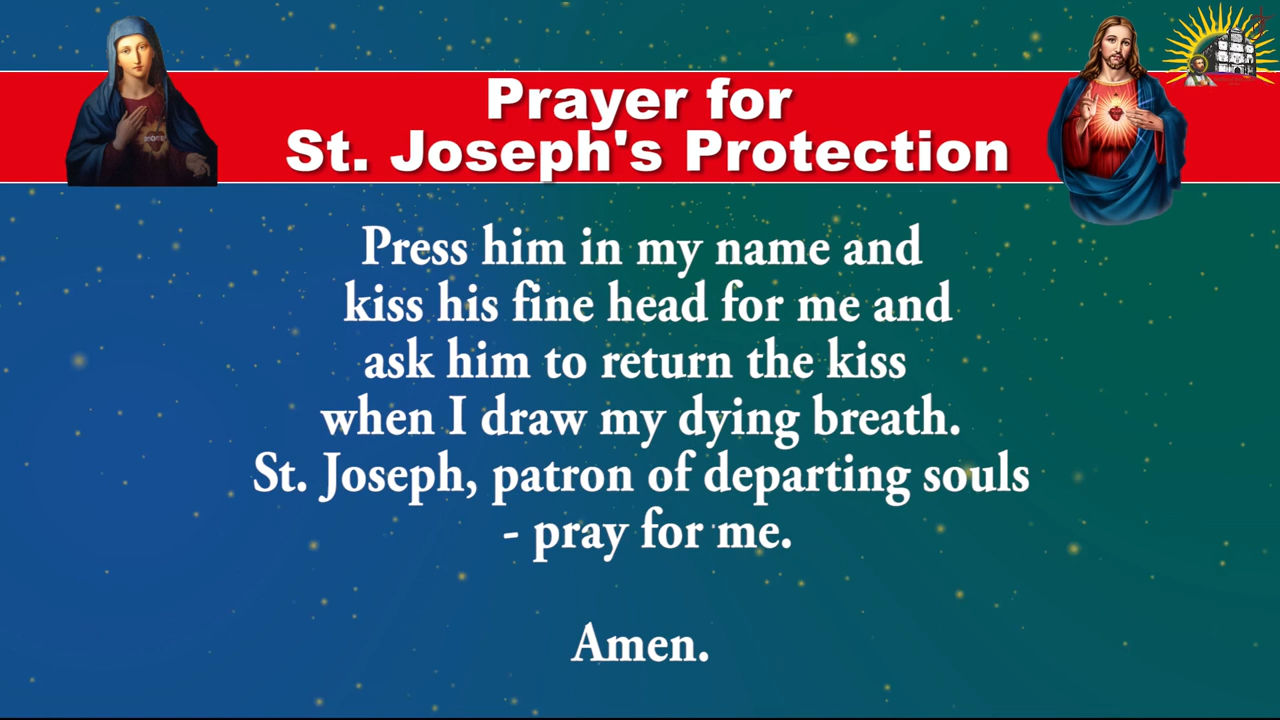 Prayer for
St. Joseph's Protection
Press him in my name and
kiss his fine head for me and
ask him to return the kiss
when I draw my dying breath.
St. Joseph, patron of departing souls
- pray for me.
Amen.